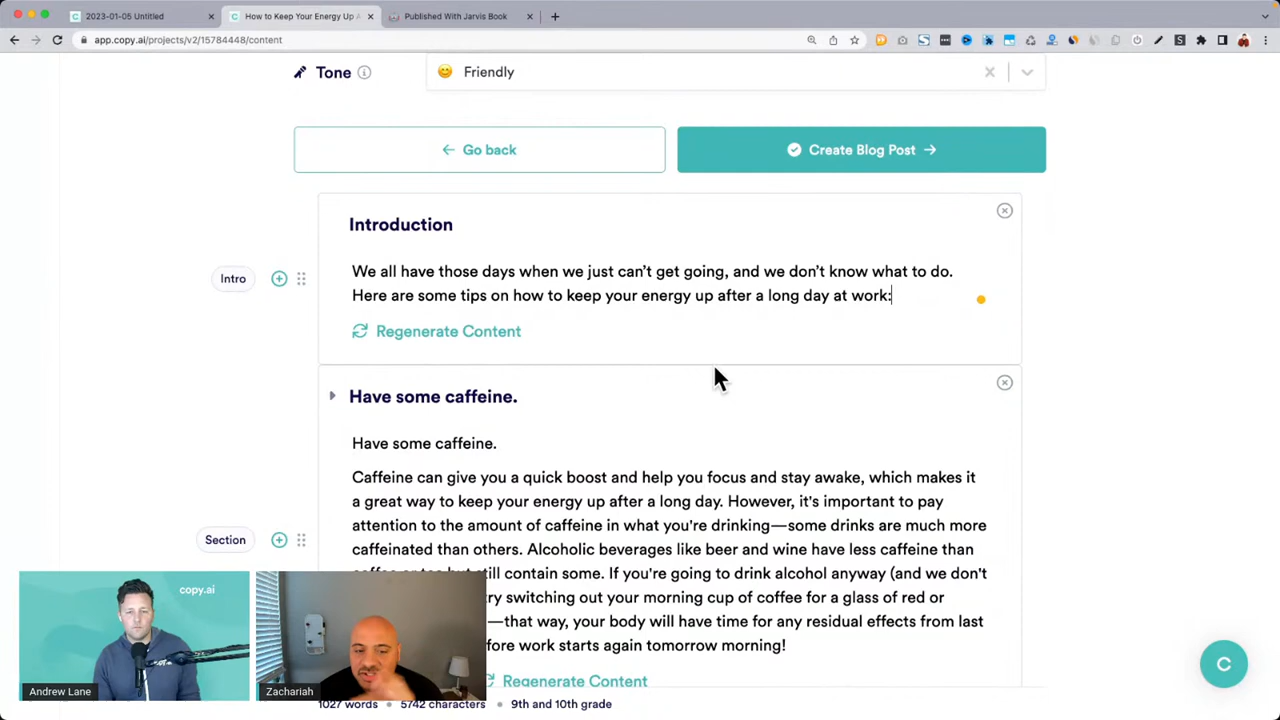 2023-01-05 Untitled
How to Keep Your Energy Up A
Published With Jarvis Book
app.copy.ai/projects/v2/15784448/content
Tone
Friendly
Go back
Create Blog Post
Introduction
Intro
We all have those days when we just can't get going, and we don't know what to do.
Here are some tips on how to keep your energy up after a long day at work:
Regenerate Content
Have some caffeine.
Have some caffeine.
Caffeine can give you a quick boost and help you focus and stay awake, which makes it
a great way to keep your energy up after a long day. However, it's important to pay
attention to the amount of caffeine in what you're drinking—some drinks are much more
Section
caffeinated than others. Alcoholic beverages like beer and wine have less caffeine than
still contain some. If you're going to drink alcohol anyway (and we don't
try switching out your morning cup of coffee for a glass of red or
—that way, your body will have time for any residual effects from last
before work starts again tomorrow morning!
Regenerate Content
copy.ai
Andrew Lane
Zachariah
1027 words
5742 characters
9th and 10th grade
C